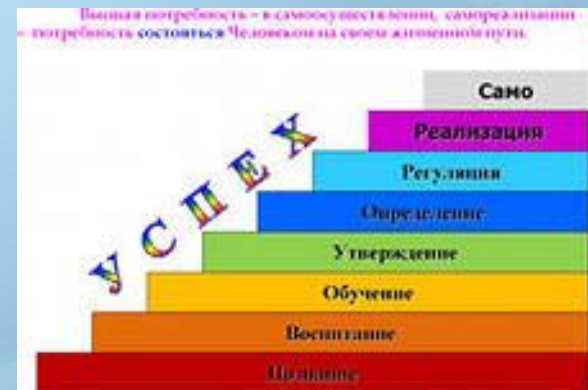 Высшая потребность – в самоосуществлении, самореализации
– потребность состояться Человеком на своем жизненном пути.
Само
Реализация
Регуляция
Определение
Утверждение
Обучение
Воспитание
Познание
УСПЕХ